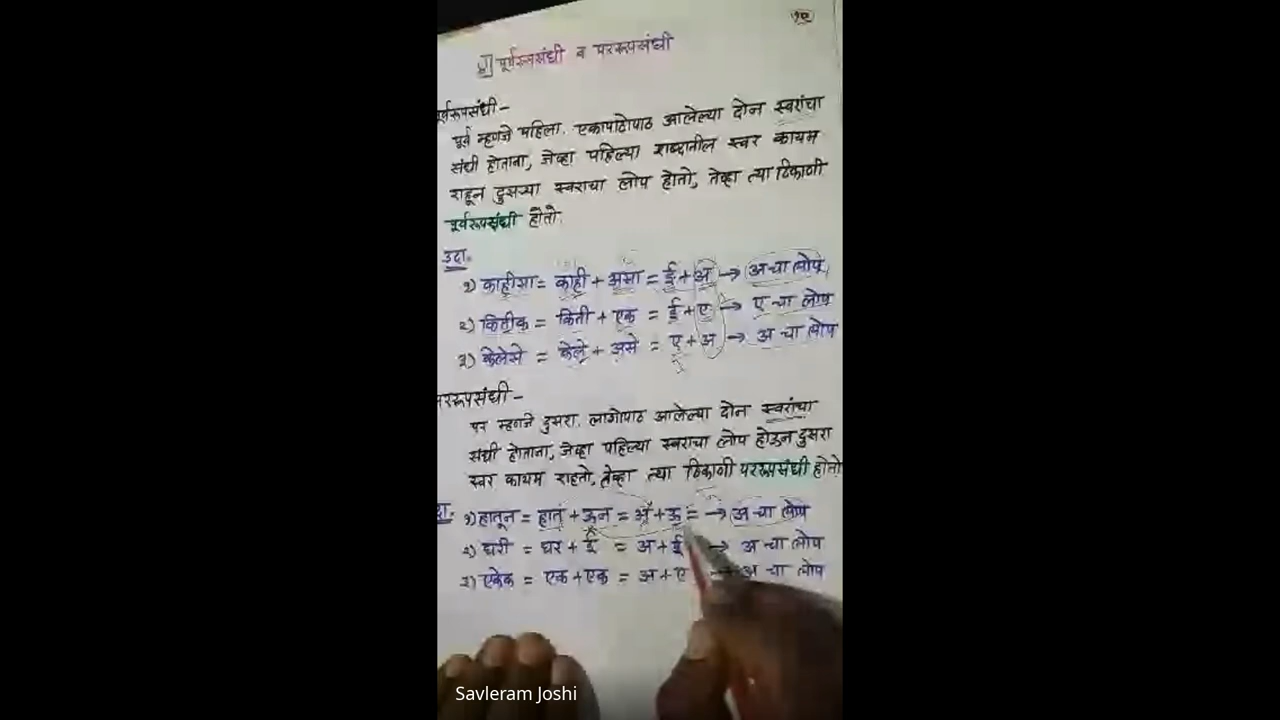 १९
५] पूर्वरूपसंधी व पररूपसंधी
पूर्वरूपसंधी -
पूर्व म्हणजे पहिला. एकापाठोपाठ आलेल्या दोन स्वरांचा
संधी होताना, जेव्हा पहिल्या शब्दातील स्वर कायम
राहून दुसऱ्या स्वराचा लोप होतो, तेव्हा त्या ठिकाणी
पूर्वरूपसंधी होतो.
उदा.
१) काहीसा = काही + असा = ई + अ → अ चा लोप
२) कितीक = किती + एक = ई + ए → ए चा लोप
३) केलेसे = केले + असे = ए + अ → अ चा लोप
पररूपसंधी -
पर म्हणजे दुसरा. लागोपाठ आलेल्या दोन स्वरांचा
संधी होताना, जेव्हा पहिल्या स्वराचा लोप होऊन दुसरा
स्वर कायम राहतो, तेव्हा त्या ठिकाणी पररूपसंधी होतो
उदा. १) हातून = हात + ऊन = अ + ऊ = → अ चा लोप
२) घरी = घर + ई = अ + ई → अ चा लोप
३) एकेक = एक + एक = अ + ए → अ चा लोप
Savleram Joshi